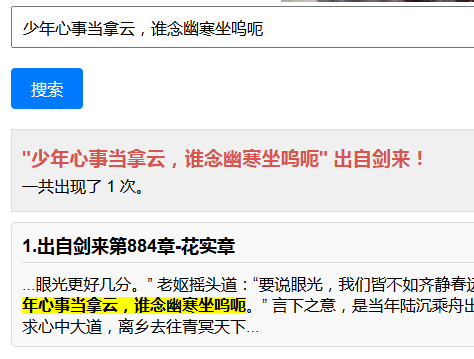 少年心事当拿云，谁念幽寒坐呜呃
搜索
"少年心事当拿云，谁念幽寒坐呜呃" 出自剑来！
一共出现了 1 次。
1.出自剑来第884章-花实章
...眼光更好几分。” 老妪摇头道：“要说眼光，我们皆不如齐静春
年心事当拿云，谁念幽寒坐呜呃。” 言下之意，是当年陆沉乘舟
求心中大道，离乡去往青冥天下...